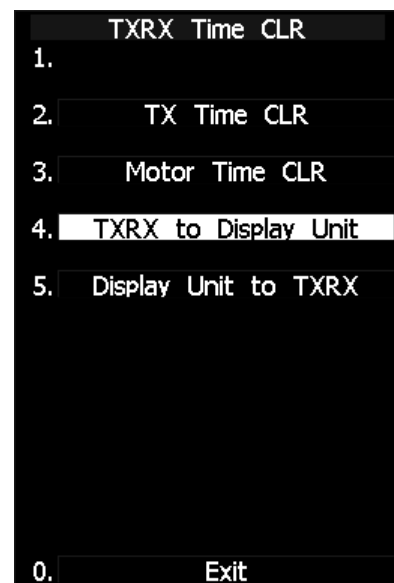 TXRX Time CLR
1.
2. TX Time CLR
3. Motor Time CLR
4. TXRX to Display Unit
5. Display Unit to TXRX
0. Exit